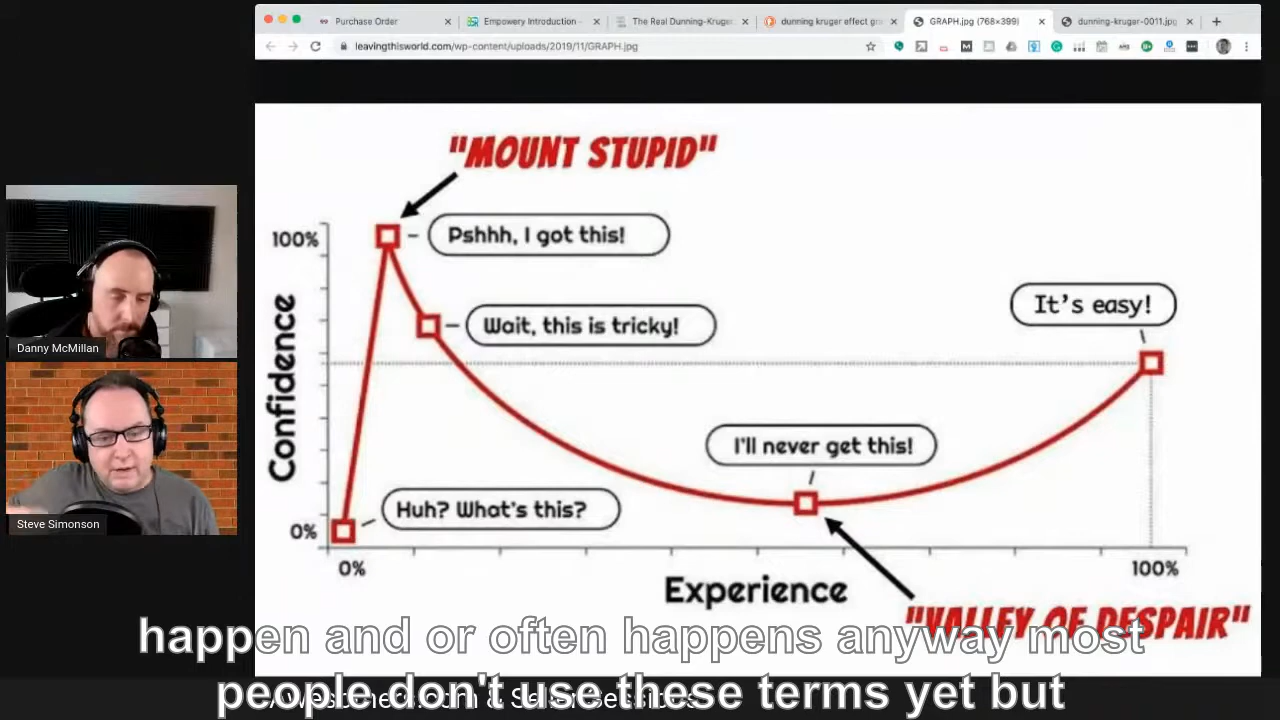 Purchase Order
Empowery Introduction -
The Real Dunning-Kruger
dunning kruger effect gra
GRAPH.jpg (768×399)
dunning-kruger-0011.jpg
leavingthisworld.com/wp-content/uploads/2019/11/GRAPH.jpg
"MOUNT STUPID"
100%
Pshhh, I got this!
Wait, this is tricky!
It's easy!
Confidence
I'll never get this!
Huh? What's this?
0%
0%
100%
Experience
"VALLEY OF DESPAIR"
Danny McMillan
Steve Simonson
happen and or often happens anyway most
people don't use these terms yet but